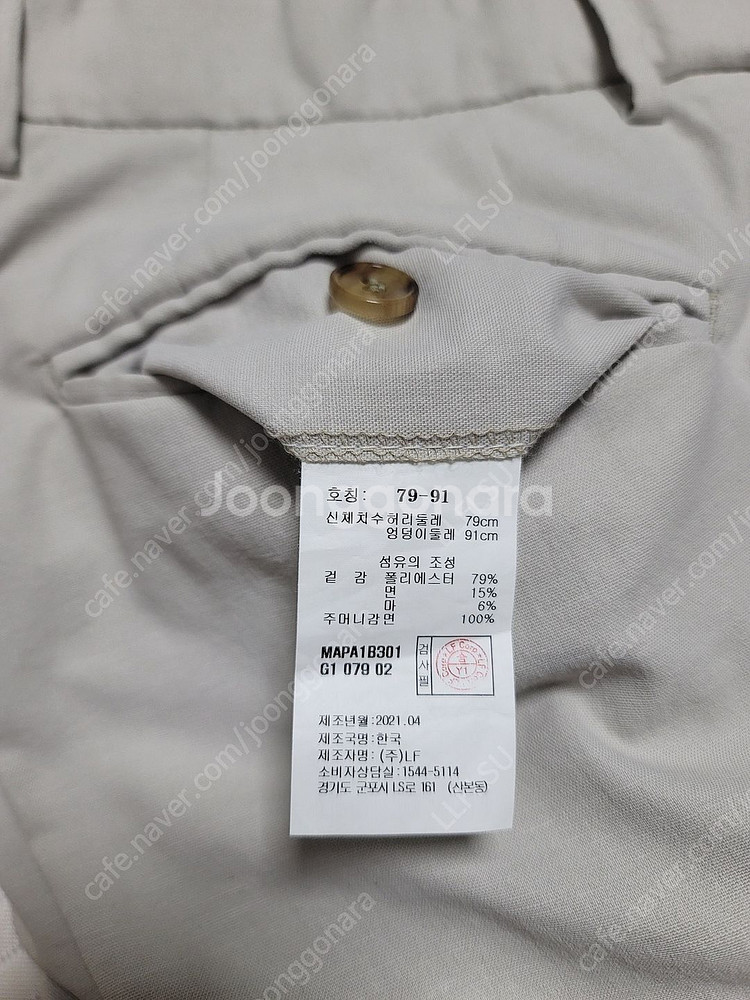 호칭: 79-91
신체치수허리둘레 79cm
엉덩이둘레 91cm
섬유의 조성
겉 감 폴리에스터 79%
면 15%
마 6%
주머니감면 100%
MAPA1B301
G1 079 02
검사필
LF Corp
Y1
제조년월:2021.04
제조국명:한국
제조자명:(주)LF
소비자상담실:1544-5114
경기도 군포시 LS로 161 (산본동)
Joonggonara
cafe.naver.com/joonggonara
LLFLSU